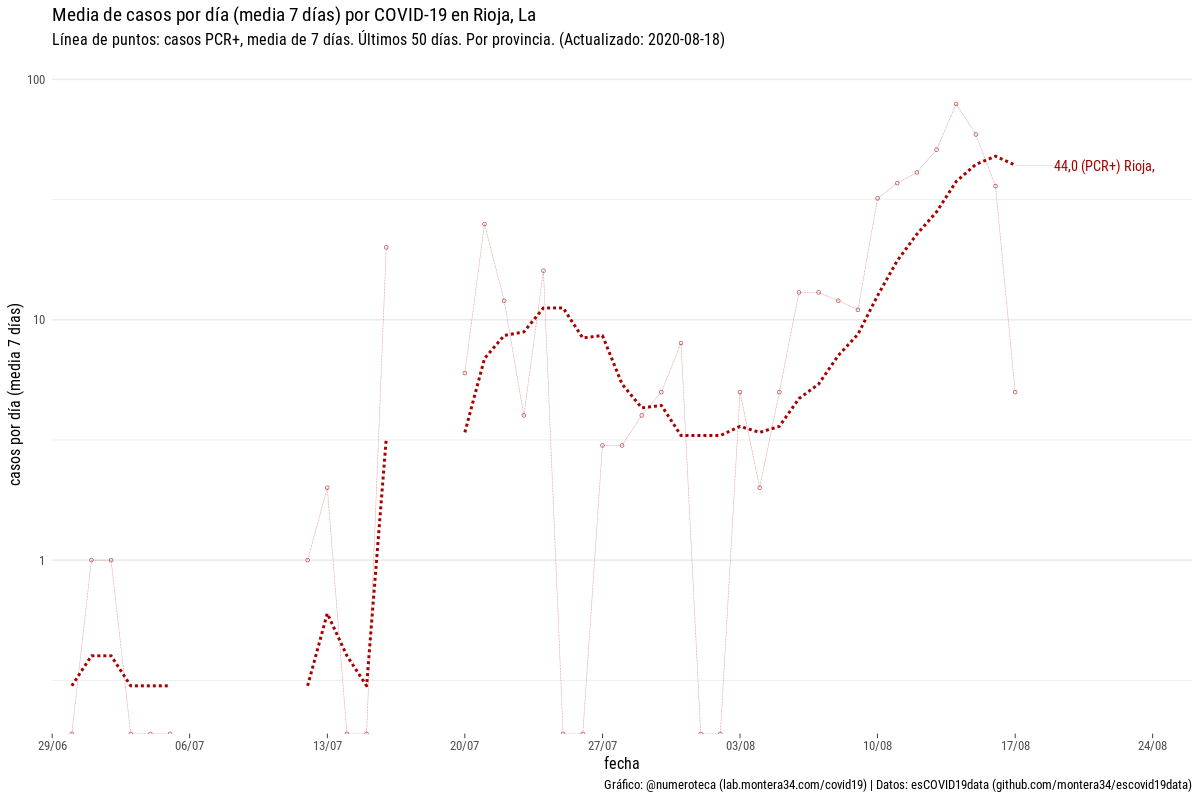 Media de casos por día (media 7 días) por COVID-19 en Rioja, La
Línea de puntos: casos PCR+, media de 7 días. Últimos 50 días. Por provincia. (Actualizado: 2020-08-18)
100
10
1
casos por día (media 7 días)
44,0 (PCR+) Rioja,
29/06 06/07 13/07 20/07 27/07 03/08 10/08 17/08 24/08
fecha
Gráfico: @numeroteca (lab.montera34.com/covid19) | Datos: esCOVID19data (github.com/montera34/escovid19data)